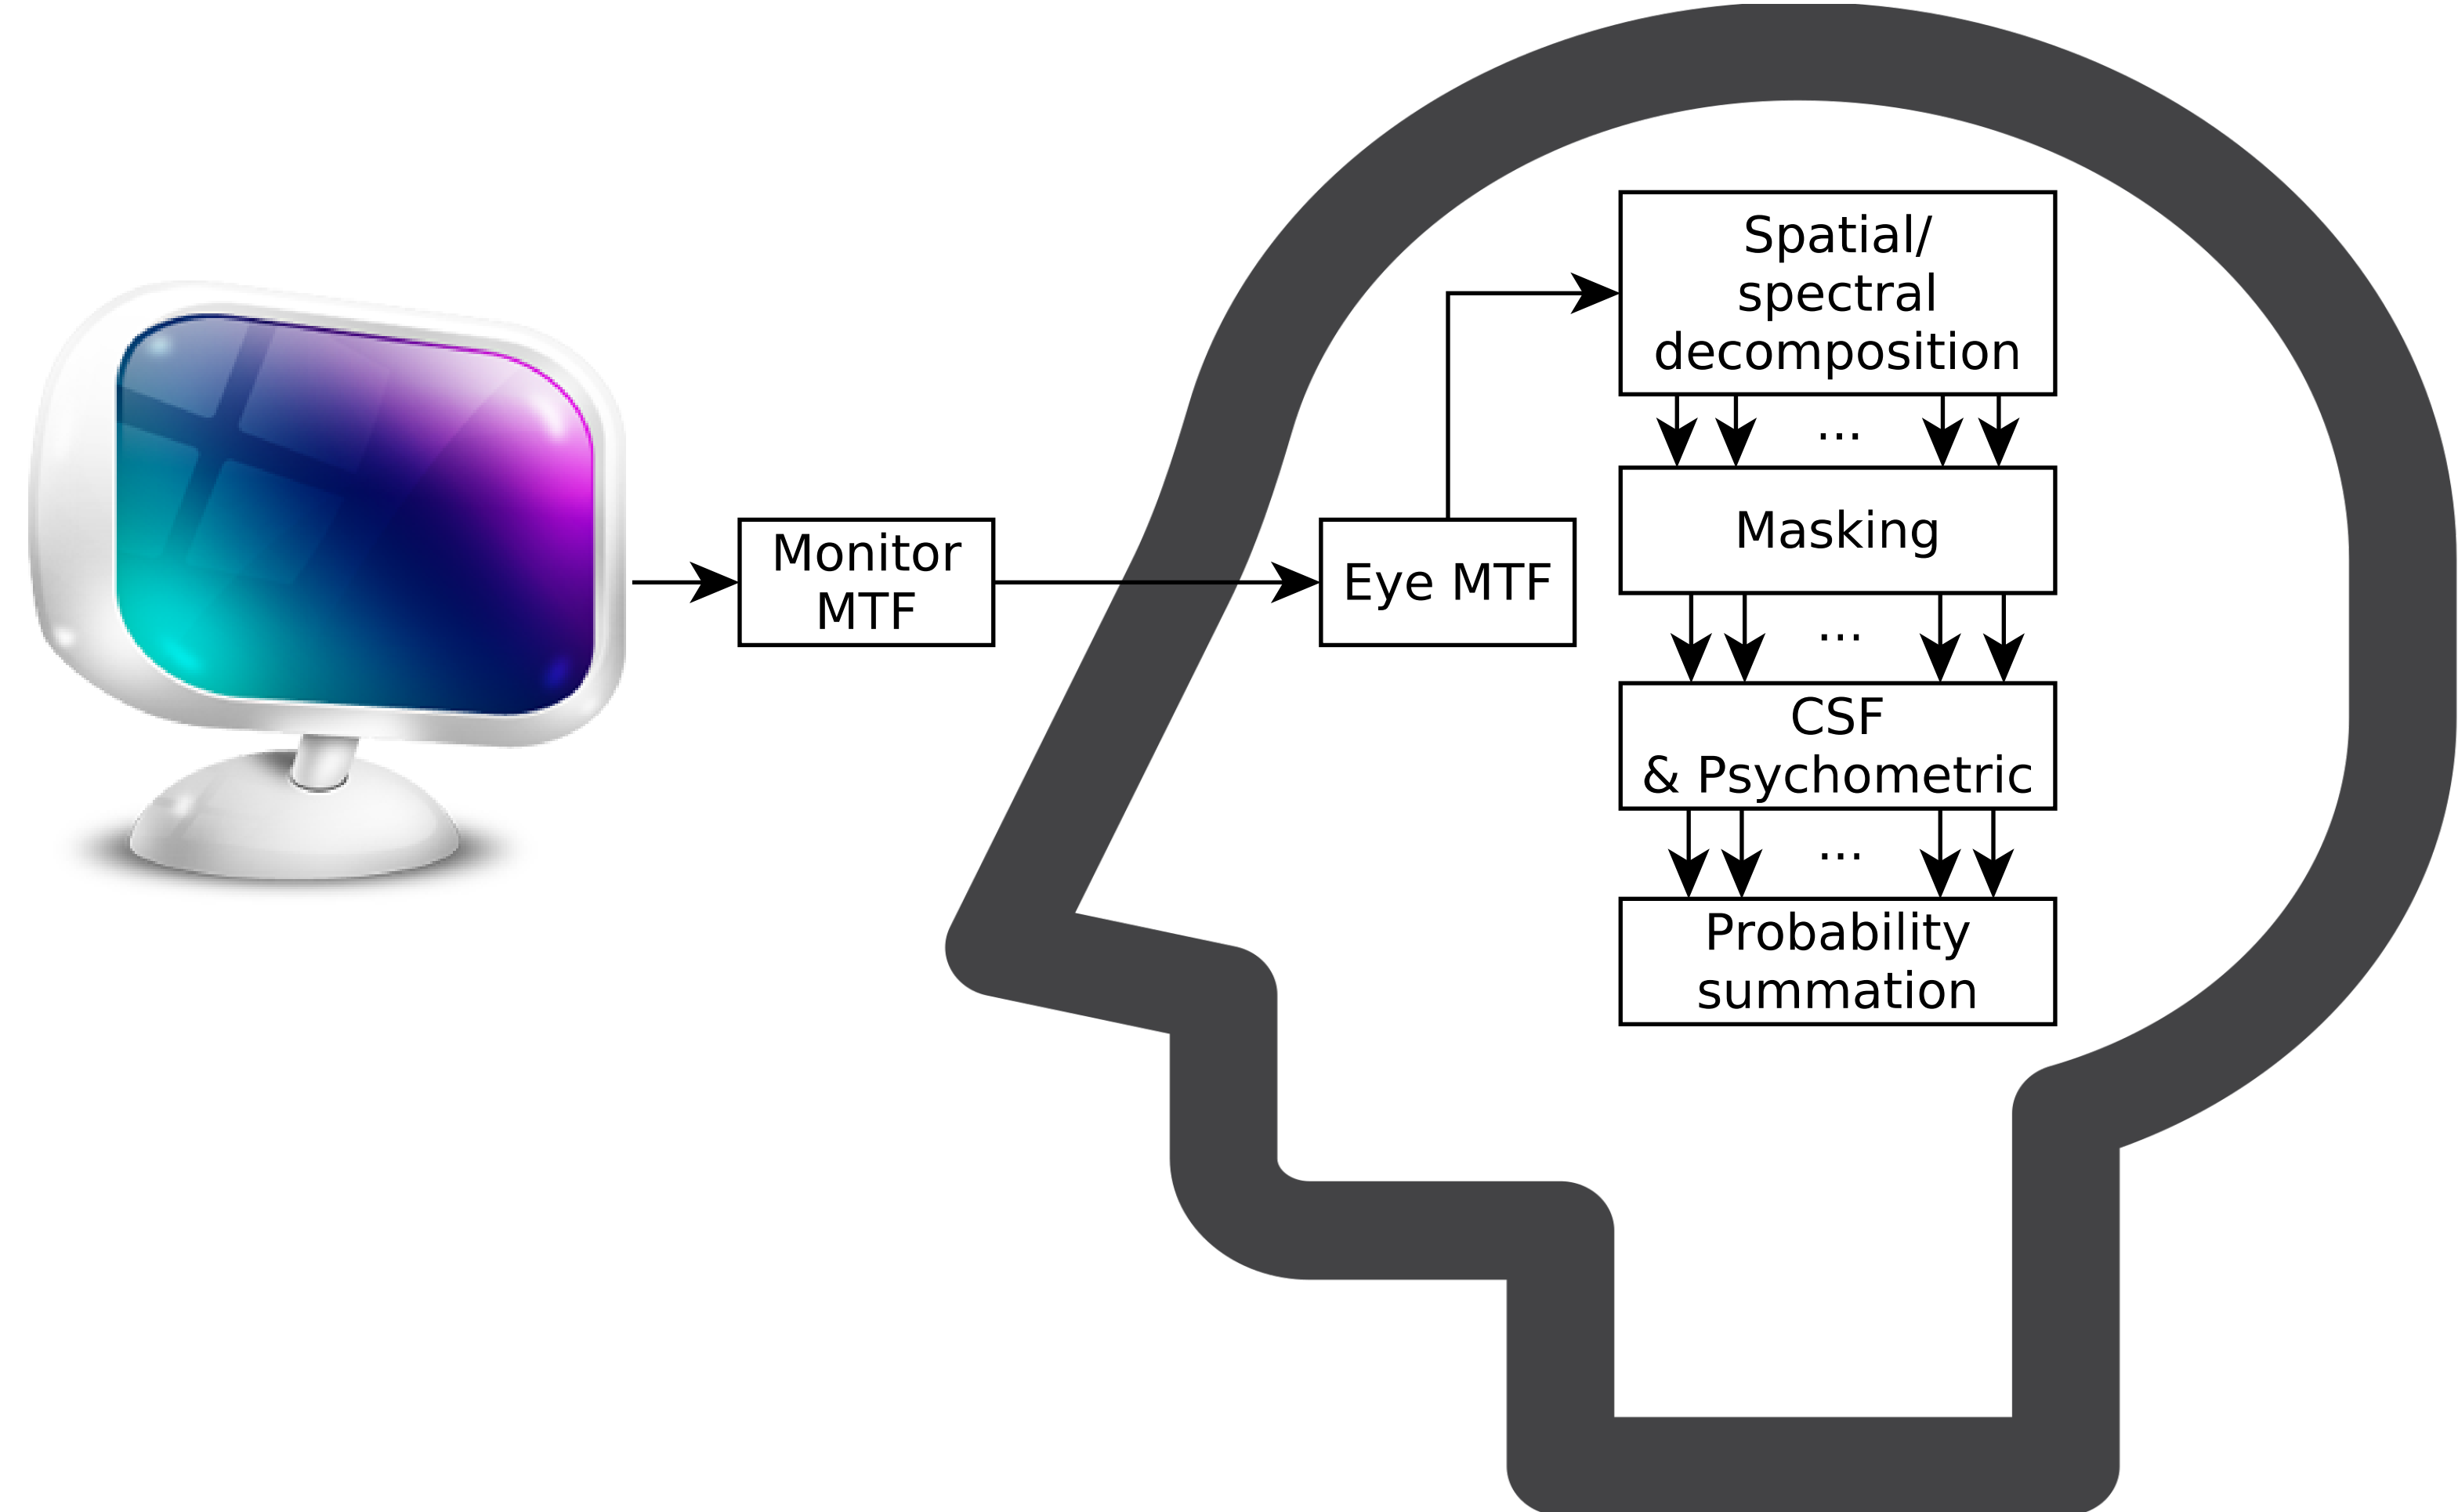 Monitor
MTF
Eye MTF
Spatial/
spectral
decomposition
...
Masking
...
CSF
& Psychometric
...
Probability
summation